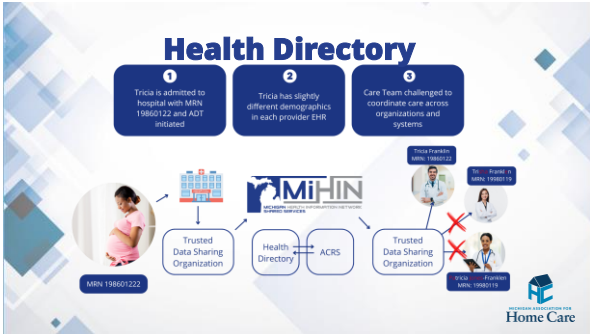 Health Directory
1
Tricia is admitted to
hospital with MRN
19860122 and ADT
initiated
2
Tricia has slightly
different demographics
in each provider EHR
3
Care Team challenged to
coordinate care across
organizations and
systems
MRN 198601222
Trusted
Data Sharing
Organization
MiHIN
MICHIGAN HEALTH INFORMATION NETWORK
SHARED SERVICES
Health
Directory
ACRS
Trusted
Data Sharing
Organization
Tricia Franklin
MRN: 19860122
MRN: 19980119
MRN: 19980119
MICHIGAN ASSOCIATION FOR
Home Care